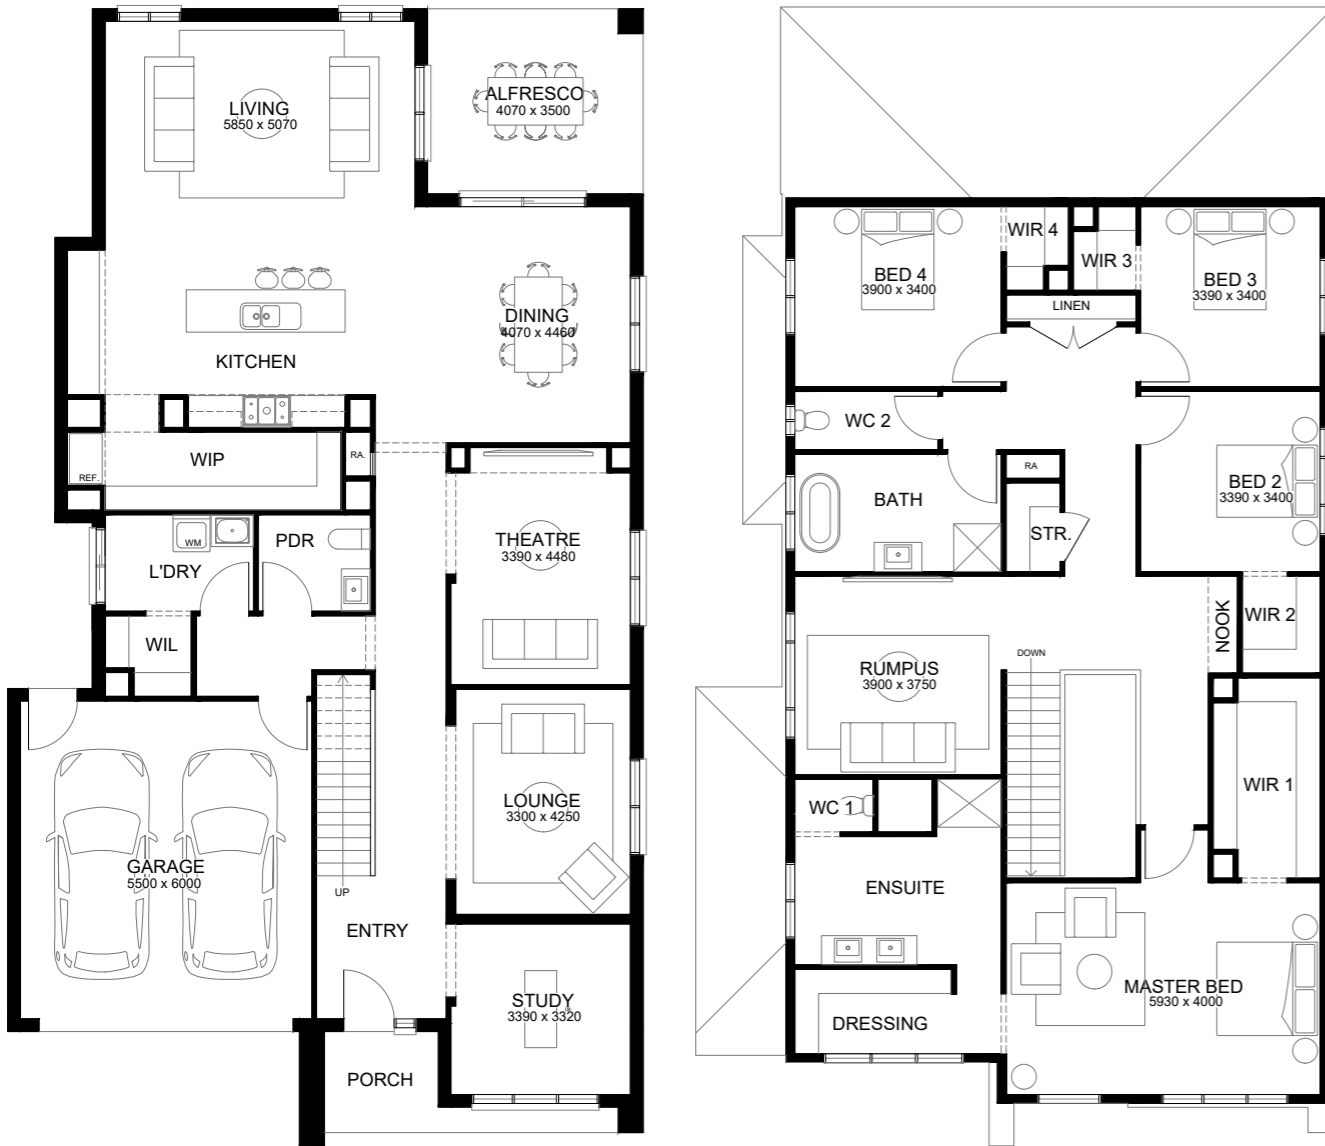 LIVING
5850 x 5070
ALFRESCO
4070 x 3500
DINING
4070 x 4460
KITCHEN
WIP
REF.
RA.
THEATRE
3390 x 4480
WM
PDR
L'DRY
WIL
LOUNGE
3300 x 4250
GARAGE
5500 x 6000
UP
ENTRY
STUDY
3390 x 3320
PORCH
BED 4
3900 x 3400
WIR 4
WIR 3
BED 3
3390 x 3400
LINEN
WC 2
BED 2
3390 x 3400
RA
BATH
STR.
WIR 2
NOOK
RUMPUS
3900 x 3750
DOWN
WIR 1
WC 1
ENSUITE
MASTER BED
5930 x 4000
DRESSING